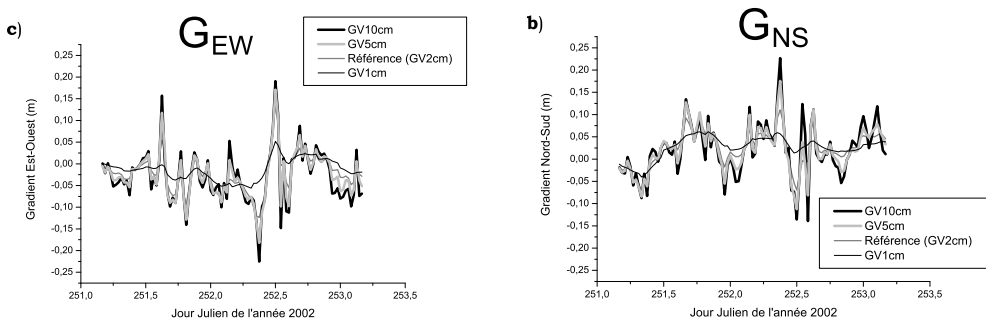 c)
G_EW
GV10cm
GV5cm
Référence (GV2cm)
GV1cm
Gradient Est-Ouest (m)
0,25
0,20
0,15
0,10
0,05
0,00
-0,05
-0,10
-0,15
-0,20
-0,25
251,0 251,5 252,0 252,5 253,0 253,5
Jour Julien de l'année 2002
b)
G_NS
Gradient Nord-Sud (m)
0,25
0,20
0,15
0,10
0,05
0,00
-0,05
-0,10
-0,15
-0,20
-0,25
GV10cm
GV5cm
Référence (GV2cm)
GV1cm
251,0 251,5 252,0 252,5 253,0 253,5
Jour Julien de l'année 2002